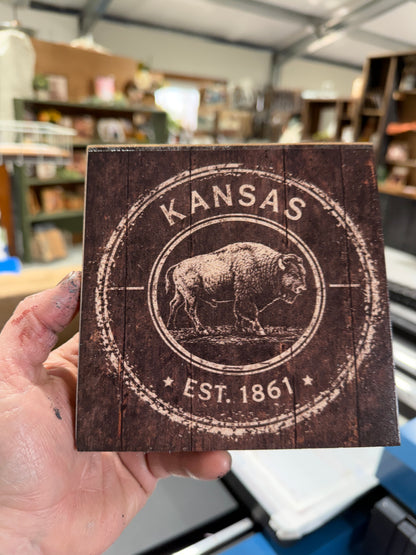 KANSAS
★ EST. 1861 ★